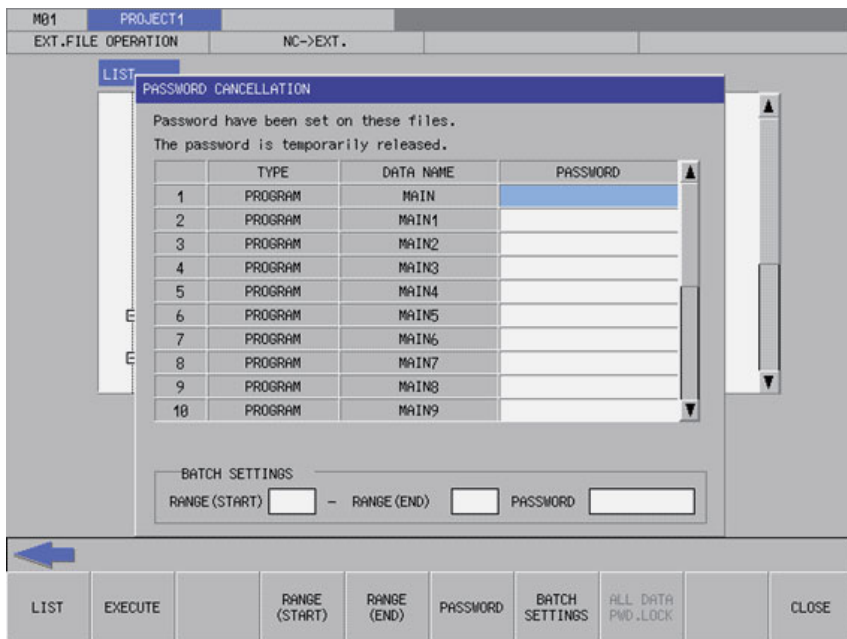 M01 PROJECT1
EXT.FILE OPERATION NC->EXT.
LIST
PASSWORD CANCELLATION
Password have been set on these files.
The password is temporarily released.
TYPE DATA NAME PASSWORD
1 PROGRAM MAIN
2 PROGRAM MAIN1
3 PROGRAM MAIN2
4 PROGRAM MAIN3
5 PROGRAM MAIN4
6 PROGRAM MAIN5
7 PROGRAM MAIN6
8 PROGRAM MAIN7
9 PROGRAM MAIN8
10 PROGRAM MAIN9
BATCH SETTINGS
RANGE(START) - RANGE(END) PASSWORD
LIST EXECUTE RANGE (START) RANGE (END) PASSWORD BATCH SETTINGS ALL DATA PWD.LOCK CLOSE